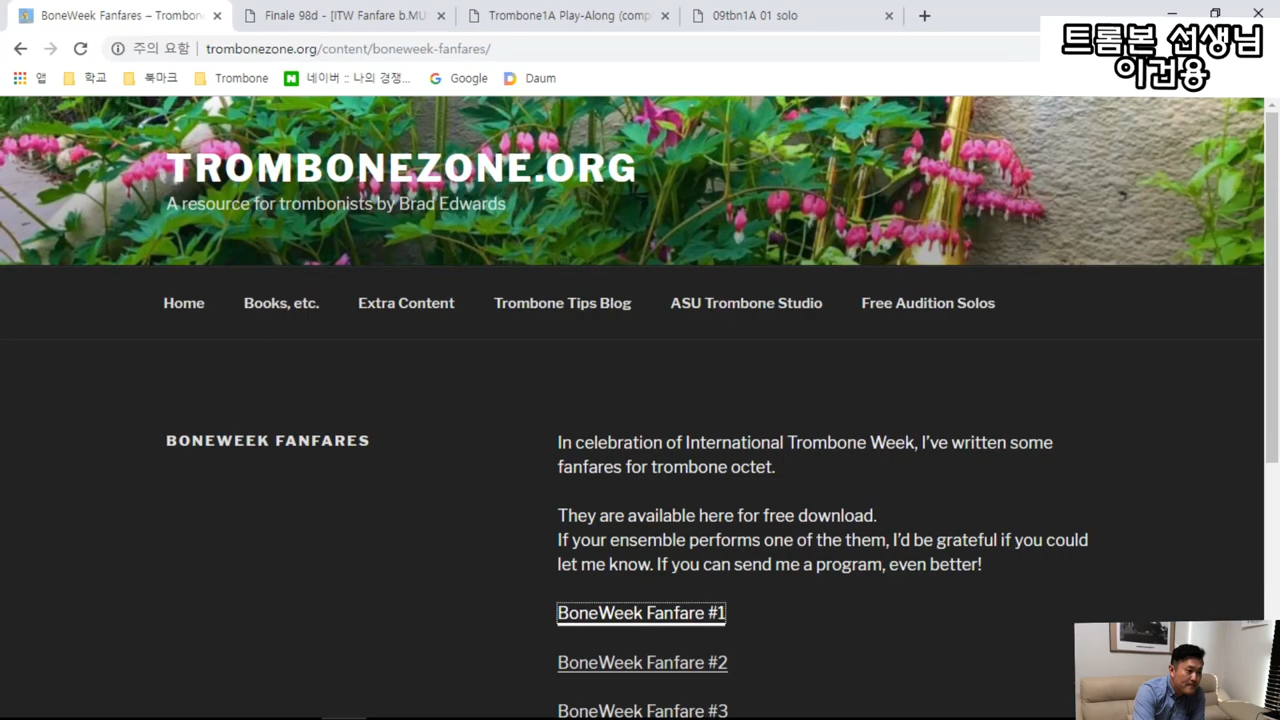 BoneWeek Fanfares – Trombon
Finale 98d - [ITW Fanfare b.MU
Trombone1A Play-Along (comp
09tbn1A 01 solo
주의 요함 | trombonezone.org/content/boneweek-fanfares/
트롬본 선생님
이건용
앱
학교
북마크
Trombone
네이버 :: 나의 경쟁...
Google
Daum
TROMBONEZONE.ORG
A resource for trombonists by Brad Edwards
Home
Books, etc.
Extra Content
Trombone Tips Blog
ASU Trombone Studio
Free Audition Solos
BONEWEEK FANFARES
In celebration of International Trombone Week, I've written some
fanfares for trombone octet.
They are available here for free download.
If your ensemble performs one of the them, I'd be grateful if you could
let me know. If you can send me a program, even better!
BoneWeek Fanfare #1
BoneWeek Fanfare #2
BoneWeek Fanfare #3